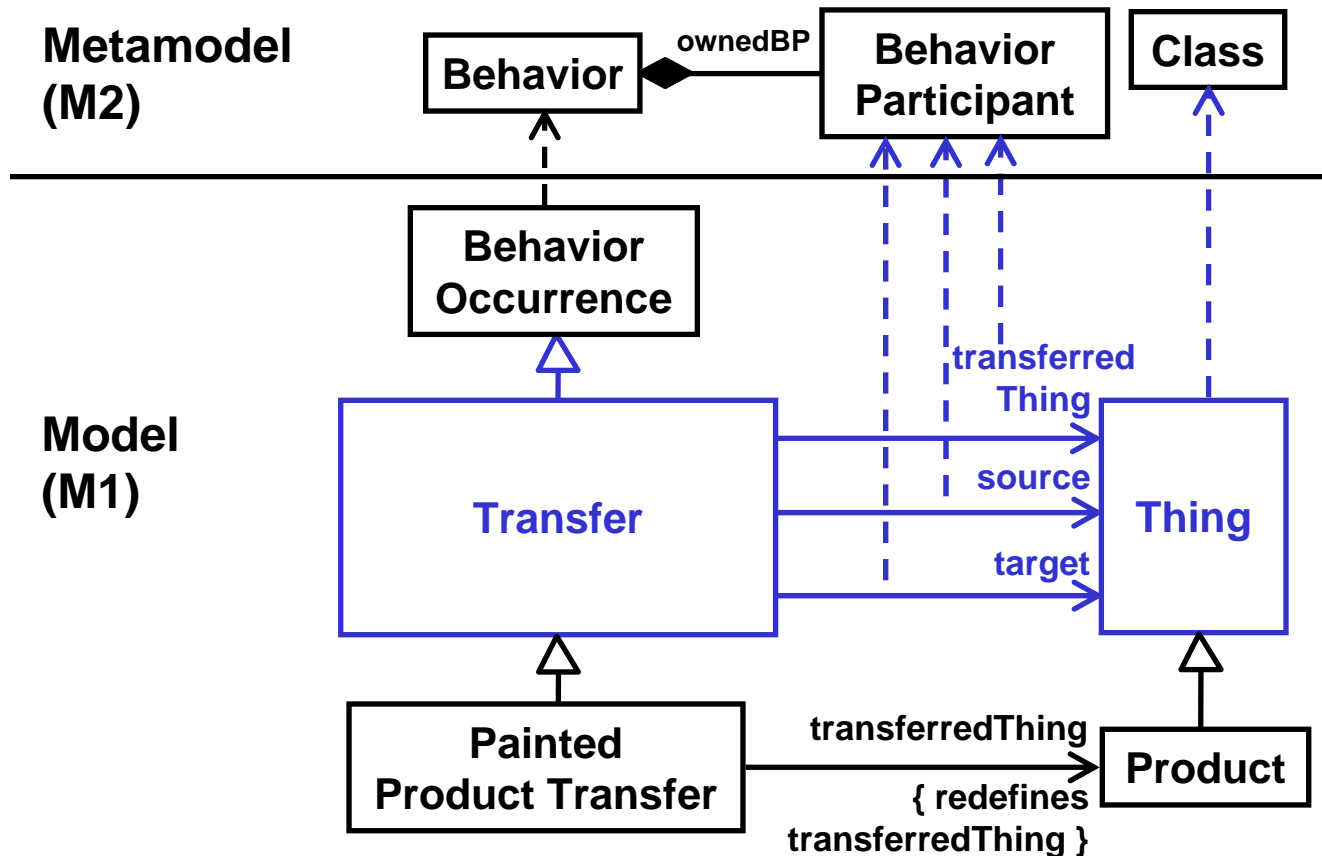 Metamodel
(M2)
Behavior
ownedBP
Behavior
Participant
Class
Behavior
Occurrence
Model
(M1)
Transfer
transferred
Thing
source
target
Thing
Painted
Product Transfer
transferredThing
{ redefines
transferredThing }
Product